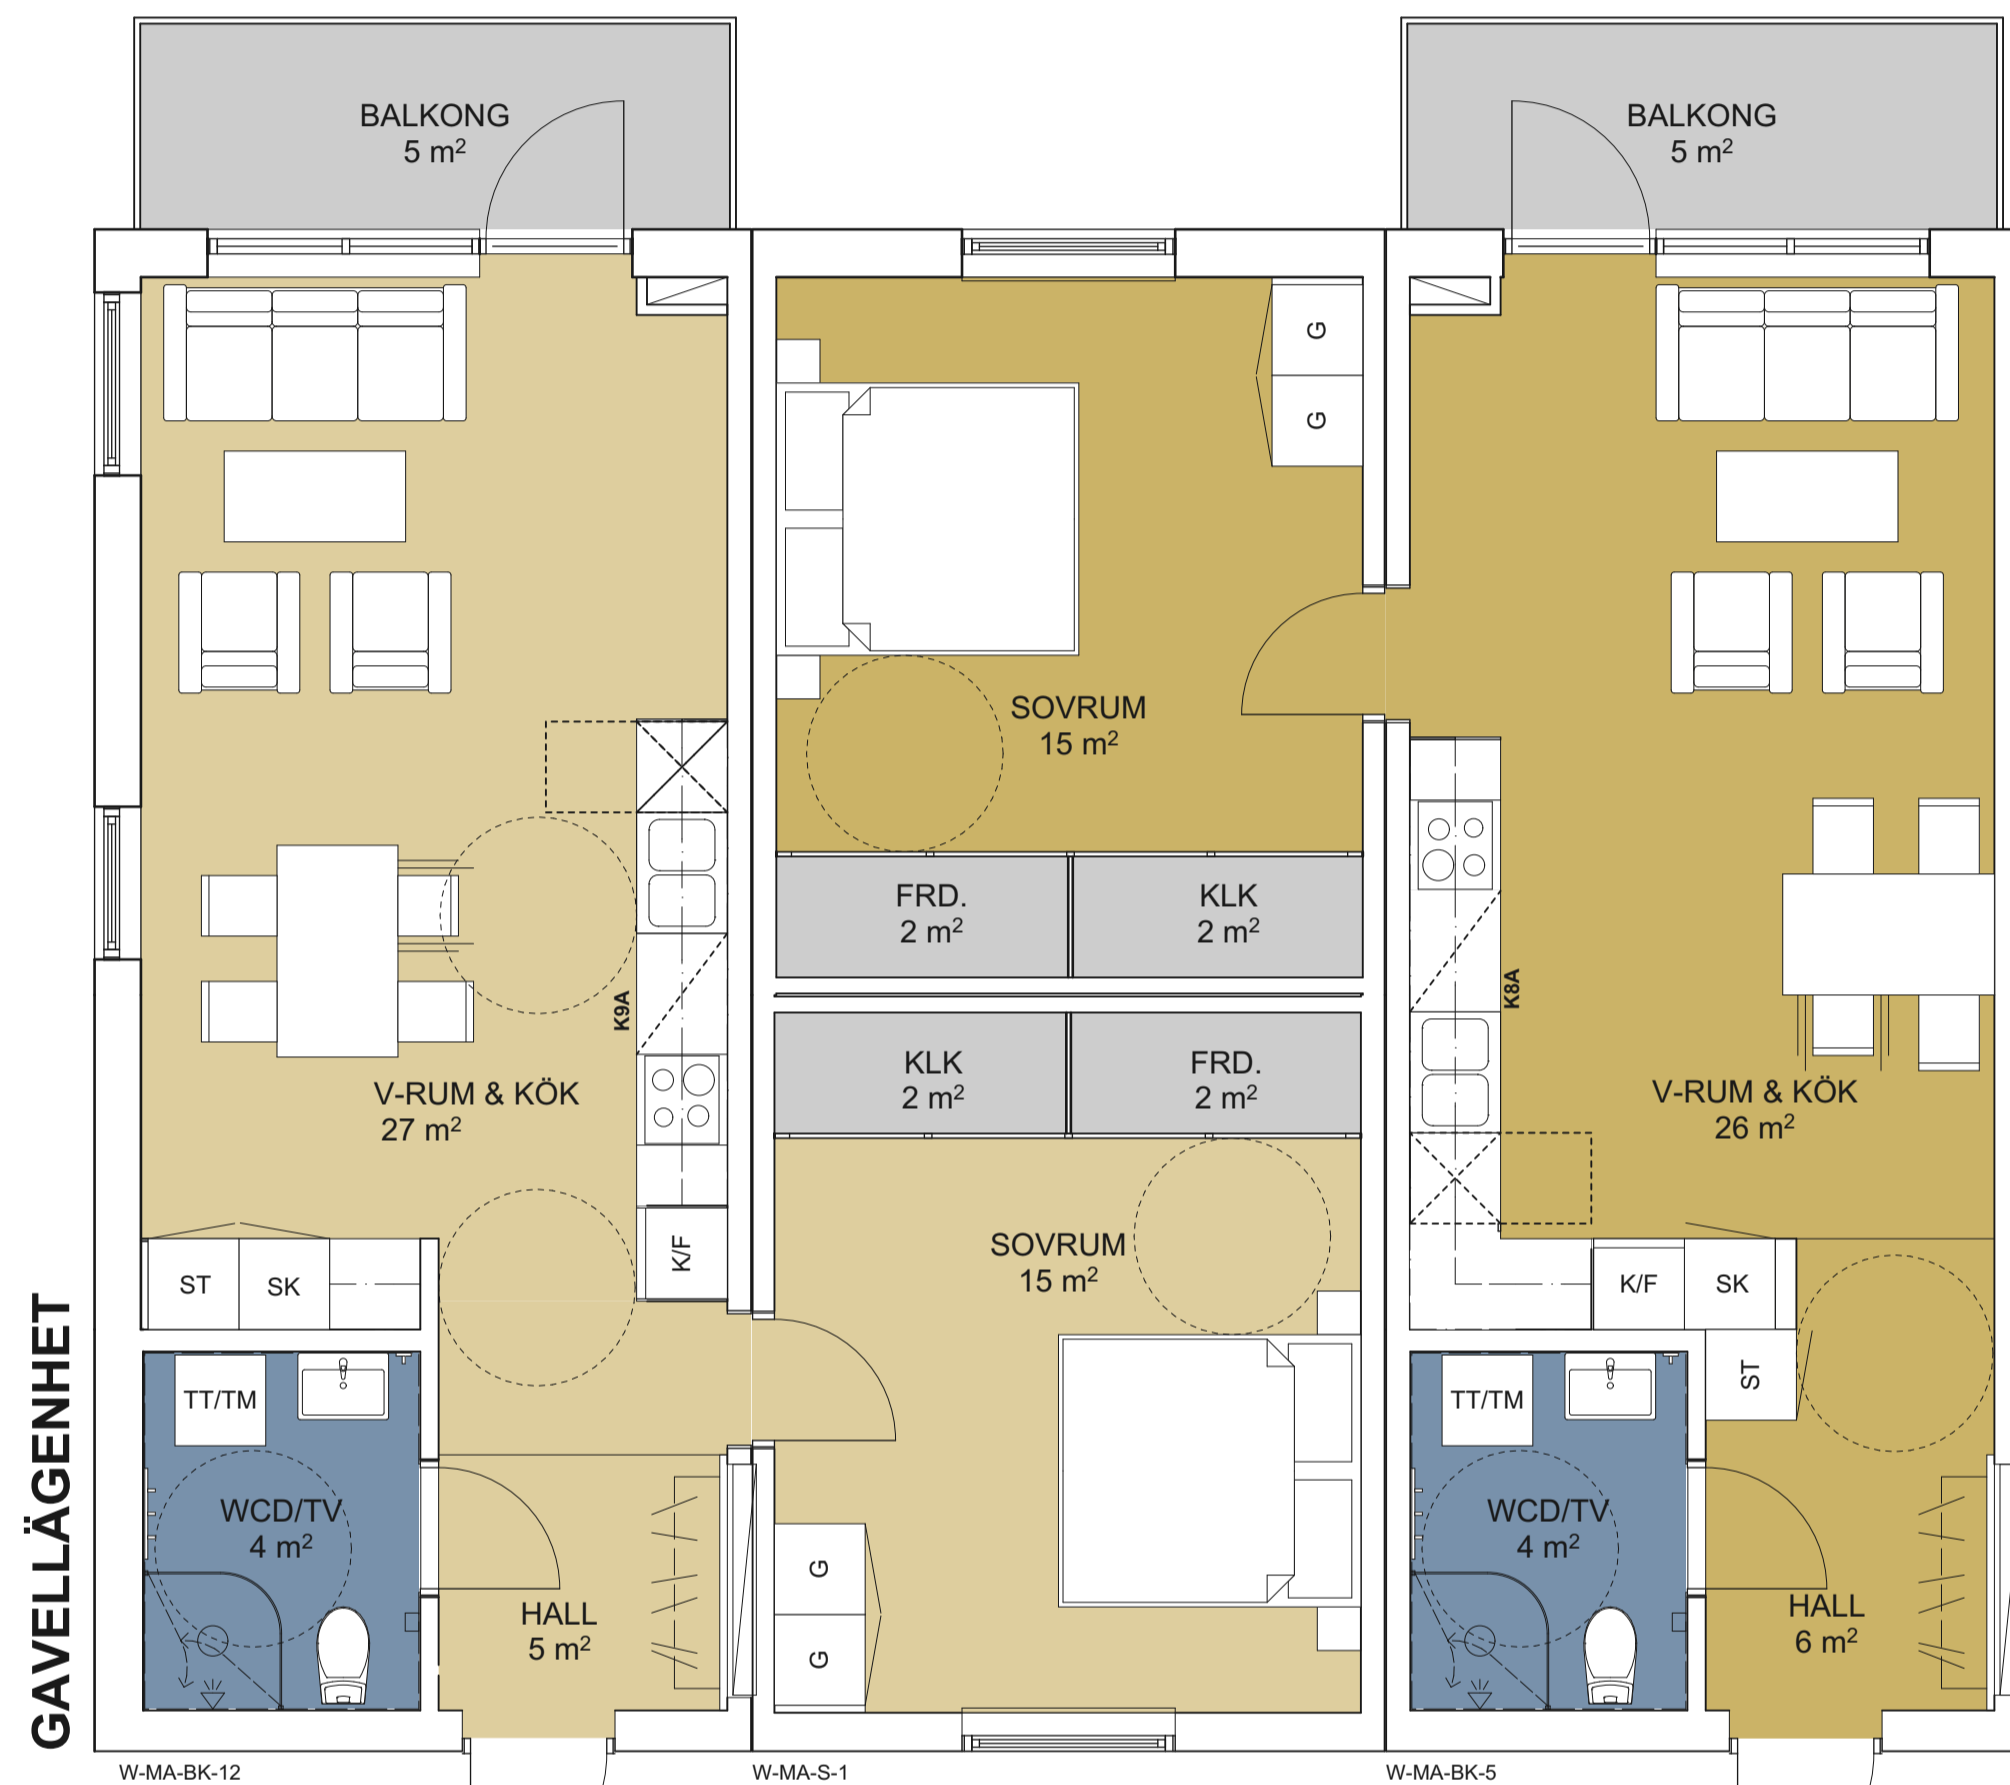 BALKONG
5 m²
BALKONG
5 m²
G
G
SOVRUM
15 m²
FRD.
2 m²
KLK
2 m²
K9A
K8A
KLK
2 m²
FRD.
2 m²
V-RUM & KÖK
27 m²
V-RUM & KÖK
26 m²
SOVRUM
15 m²
K/F
ST
SK
K/F
SK
ST
TT/TM
TT/TM
WCD/TV
4 m²
WCD/TV
4 m²
G
G
HALL
5 m²
HALL
6 m²
GAVELLÄGENHET
W-MA-BK-12
W-MA-S-1
W-MA-BK-5